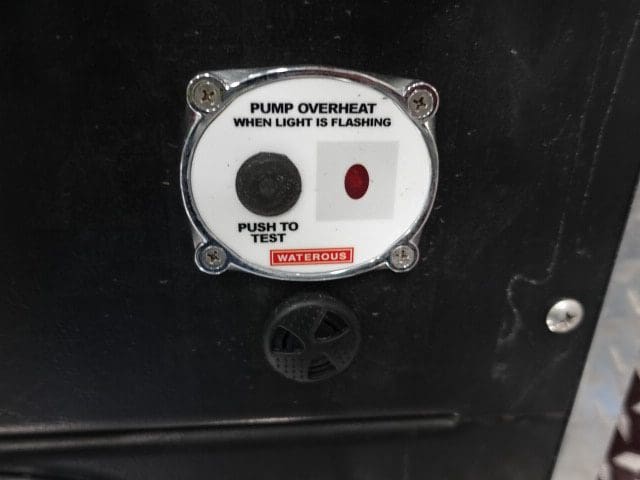 PUMP OVERHEAT
WHEN LIGHT IS FLASHING
PUSH TO
TEST
WATEROUS